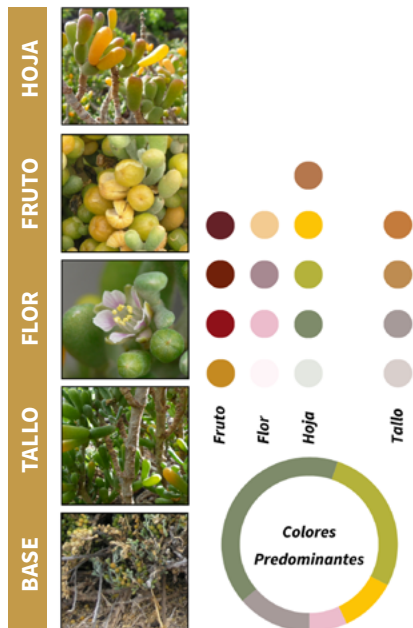 HOJA
FRUTO
FLOR
TALLO
BASE
Fruto
Flor
Hoja
Tallo
Colores
Predominantes